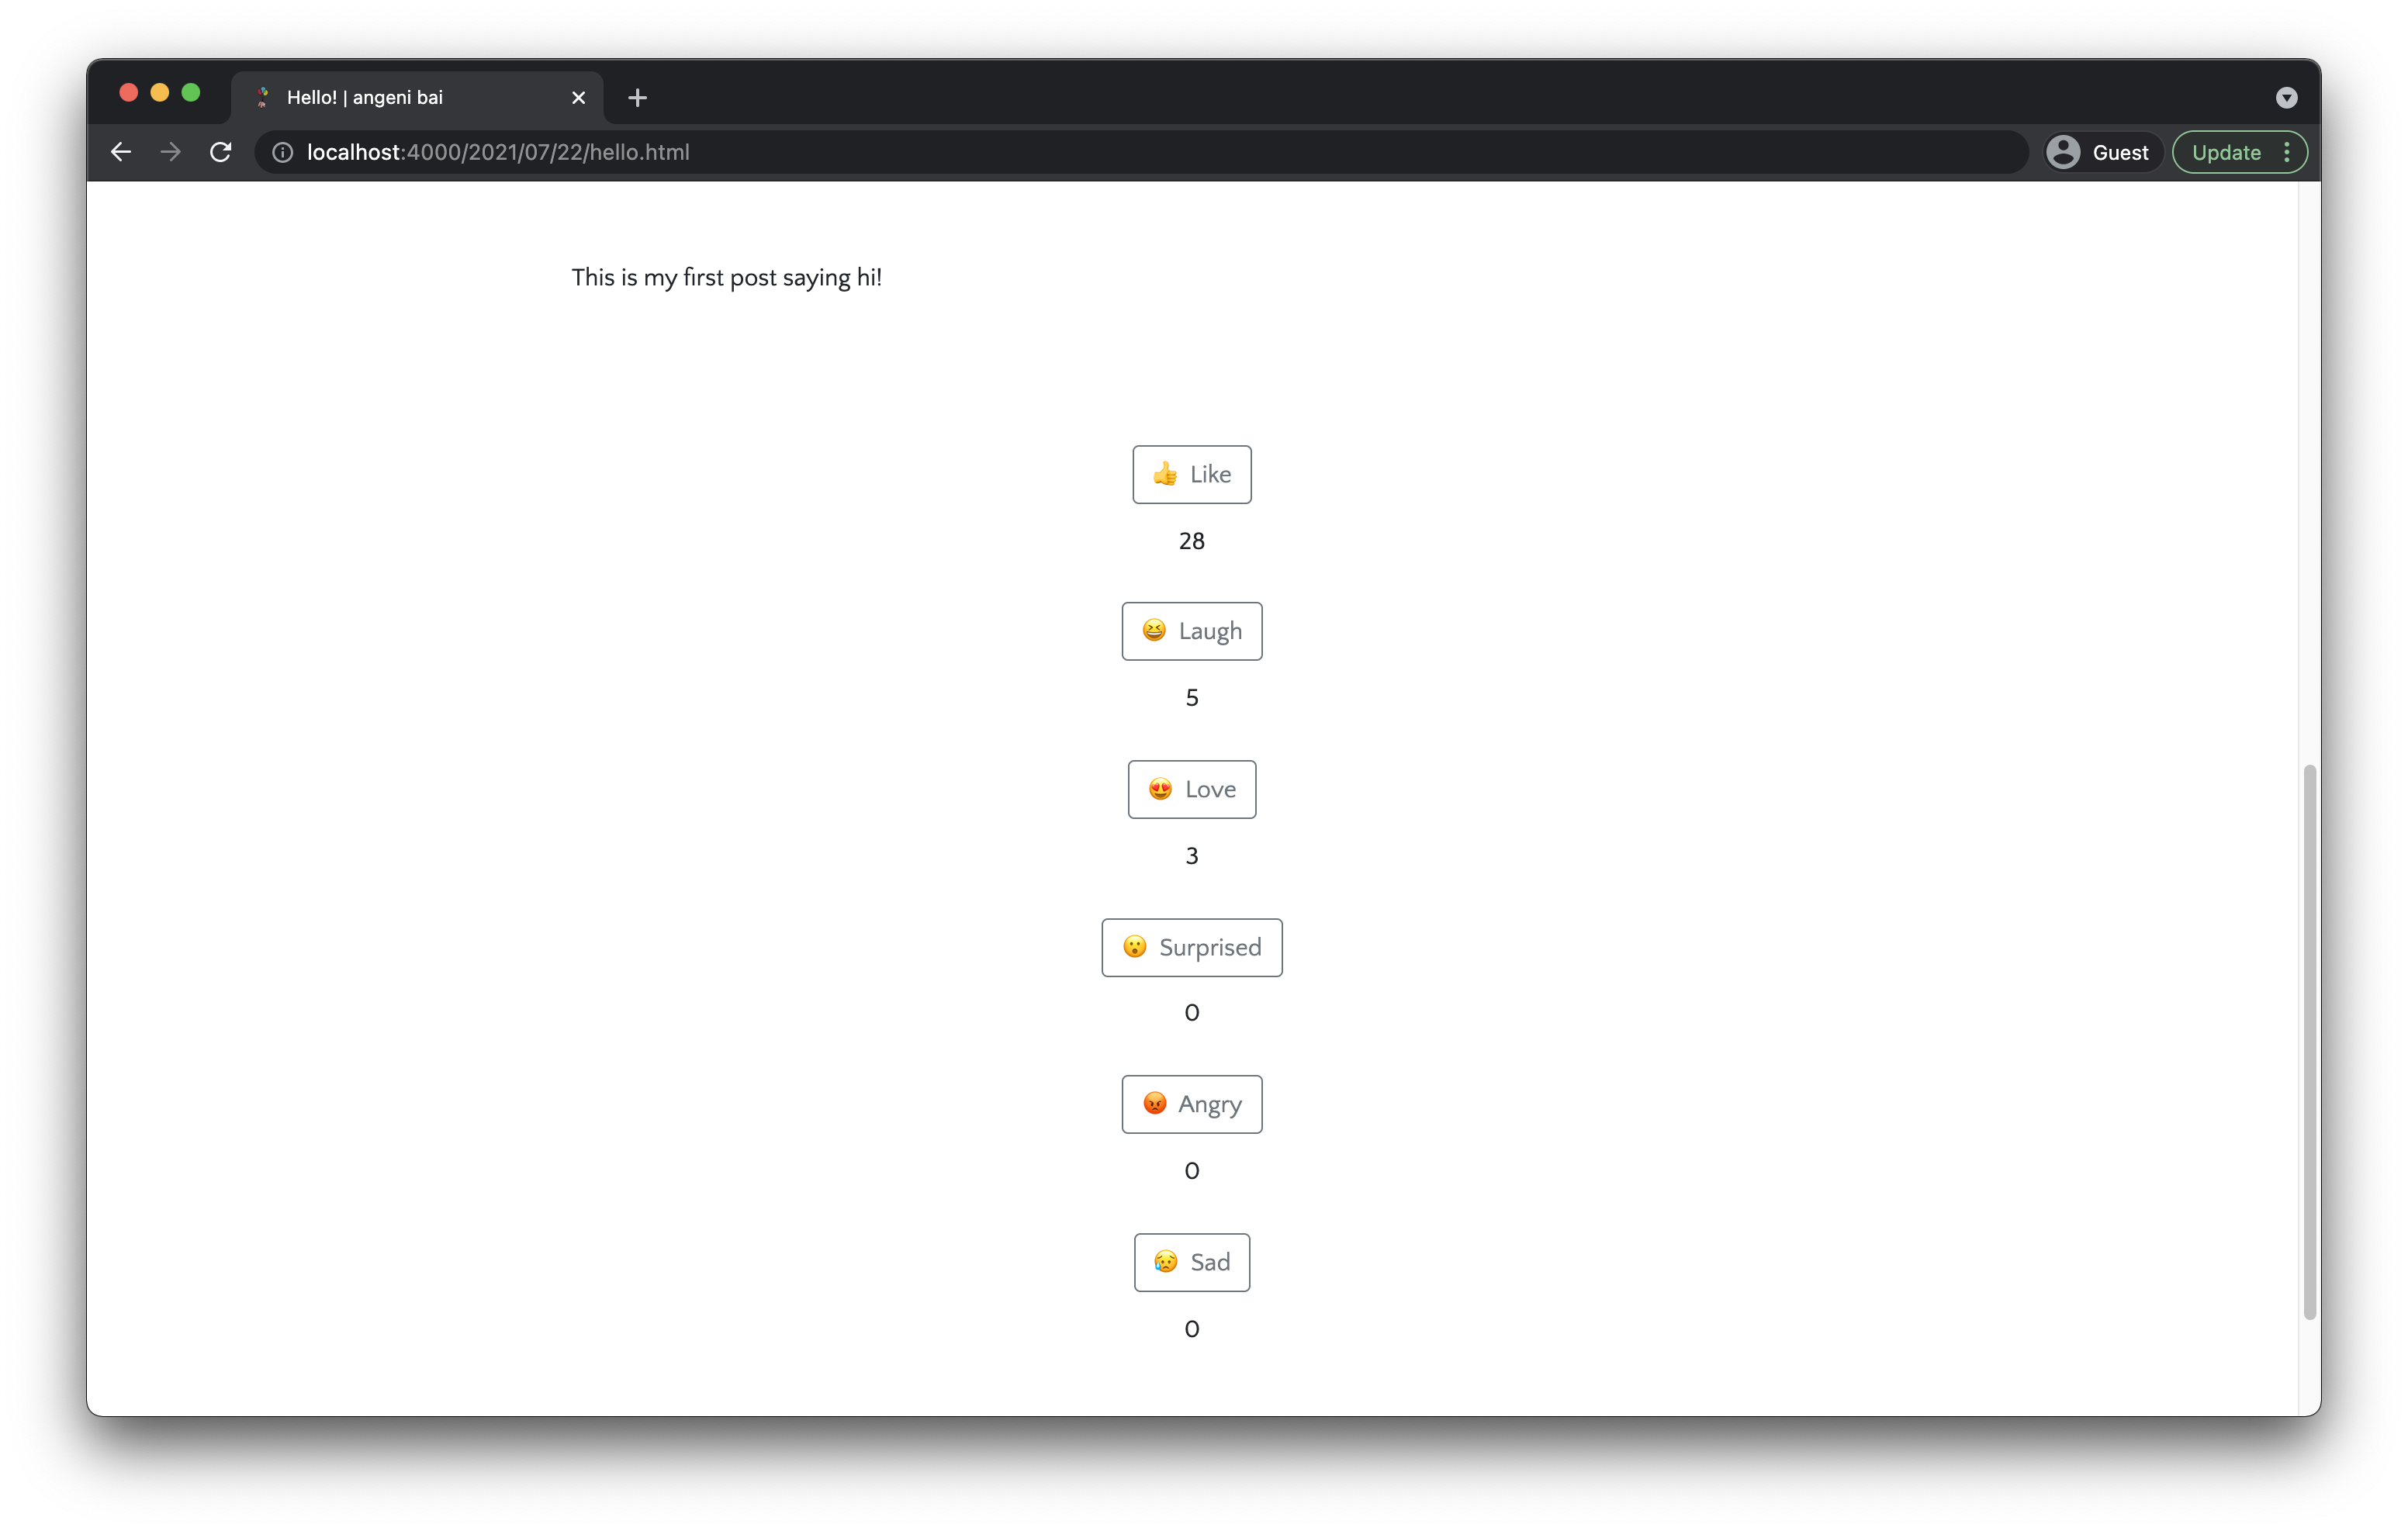 Hello! | angeni bai
localhost:4000/2021/07/22/hello.html
Guest
Update
This is my first post saying hi!
👍 Like
28
😆 Laugh
5
😍 Love
3
😮 Surprised
0
😡 Angry
0
😥 Sad
0